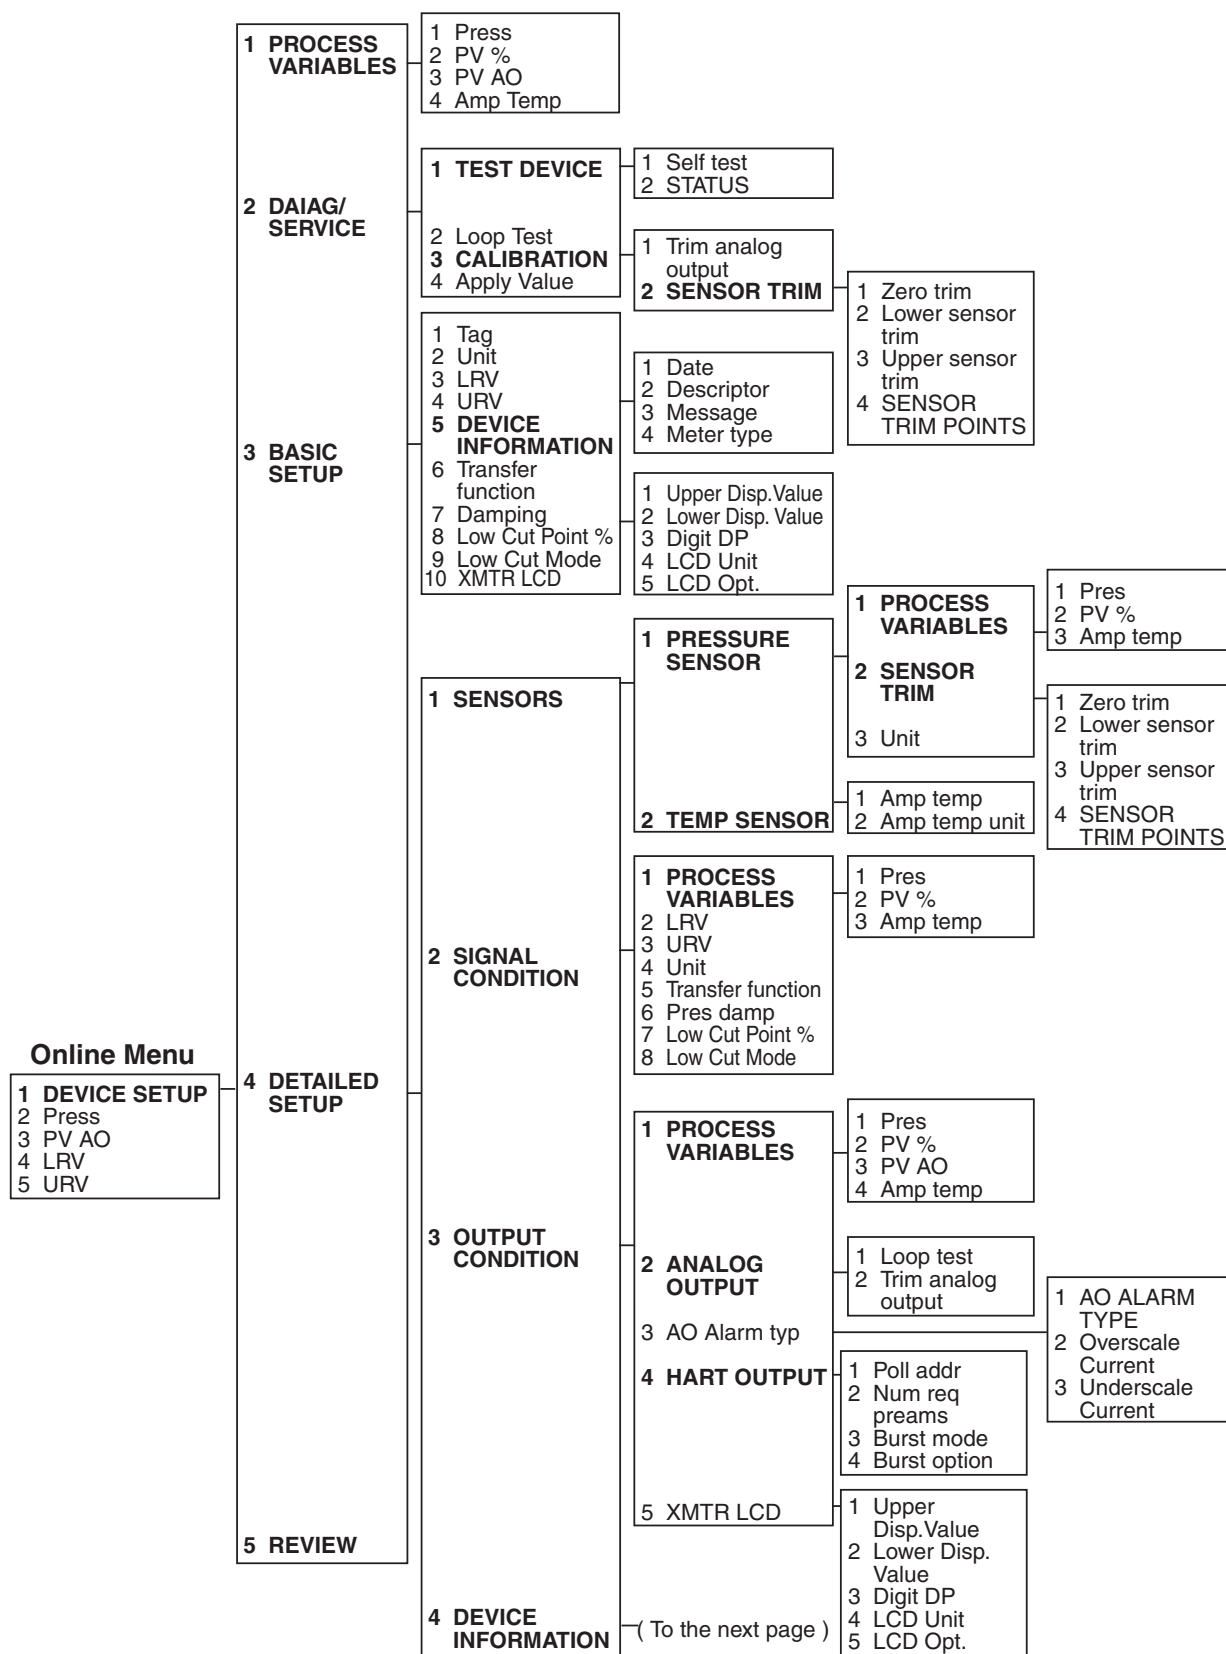 Online Menu
1 DEVICE SETUP
2 Press
3 PV AO
4 LRV
5 URV
1 PROCESS
VARIABLES
2 DAIAG/
SERVICE
3 BASIC
SETUP
4 DETAILED
SETUP
5 REVIEW
1 Press
2 PV %
3 PV AO
4 Amp Temp
1 TEST DEVICE
2 Loop Test
3 CALIBRATION
4 Apply Value
1 Self test
2 STATUS
1 Trim analog
output
2 SENSOR TRIM
1 Zero trim
2 Lower sensor
trim
3 Upper sensor
trim
4 SENSOR
TRIM POINTS
1 Tag
2 Unit
3 LRV
4 URV
5 DEVICE
INFORMATION
6 Transfer
function
7 Damping
8 Low Cut Point %
9 Low Cut Mode
10 XMTR LCD
1 Date
2 Descriptor
3 Message
4 Meter type
1 Upper Disp.Value
2 Lower Disp. Value
3 Digit DP
4 LCD Unit
5 LCD Opt.
1 SENSORS
2 SIGNAL
CONDITION
3 OUTPUT
CONDITION
4 DEVICE
INFORMATION
( To the next page )
1 PRESSURE
SENSOR
2 TEMP SENSOR
1 PROCESS
VARIABLES
2 SENSOR
TRIM
3 Unit
1 Pres
2 PV %
3 Amp temp
1 Zero trim
2 Lower sensor
trim
3 Upper sensor
trim
4 SENSOR
TRIM POINTS
1 Amp temp
2 Amp temp unit
1 PROCESS
VARIABLES
2 LRV
3 URV
4 Unit
5 Transfer function
6 Pres damp
7 Low Cut Point %
8 Low Cut Mode
1 Pres
2 PV %
3 Amp temp
1 PROCESS
VARIABLES
2 ANALOG
OUTPUT
3 AO Alarm typ
4 HART OUTPUT
5 XMTR LCD
1 Pres
2 PV %
3 PV AO
4 Amp temp
1 Loop test
2 Trim analog
output
1 AO ALARM
TYPE
2 Overscale
Current
3 Underscale
Current
1 Poll addr
2 Num req
preams
3 Burst mode
4 Burst option
1 Upper
Disp.Value
2 Lower Disp.
Value
3 Digit DP
4 LCD Unit
5 LCD Opt.